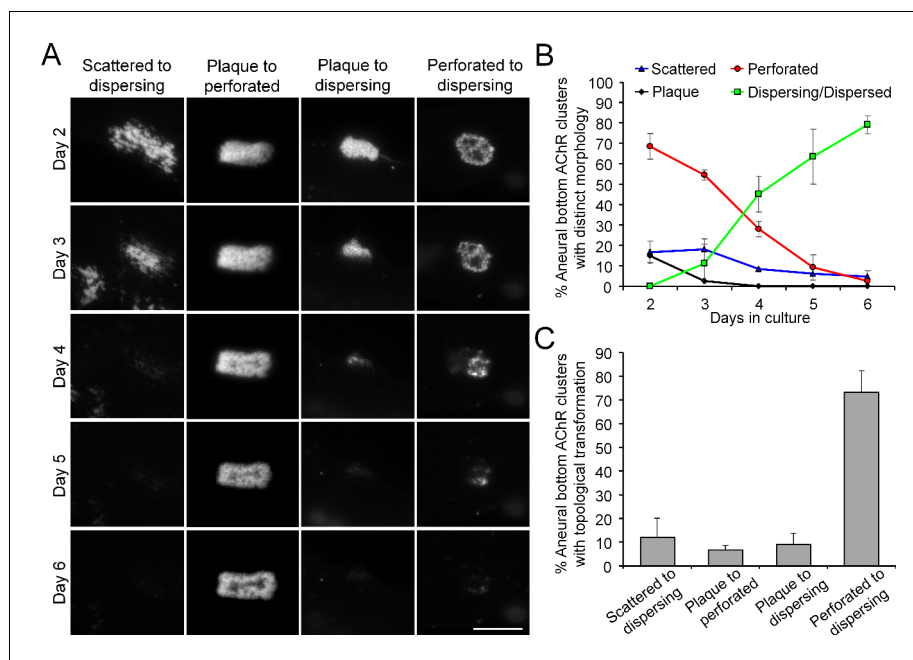 A
Scattered to dispersing
Plaque to perforated
Plaque to dispersing
Perforated to dispersing
Day 2
Day 3
Day 4
Day 5
Day 6
B
Scattered
Perforated
Plaque
Dispersing/Dispersed
% Aneural bottom AChR clusters
with distinct morphology
100
90
80
70
60
50
40
30
20
10
0
2 3 4 5 6
Days in culture
C
% Aneural bottom AChR clusters
with topological transformation
90
80
70
60
50
40
30
20
10
0
Scattered to
dispersing
Plaque to
perforated
Plaque to
dispersing
Perforated to
dispersing